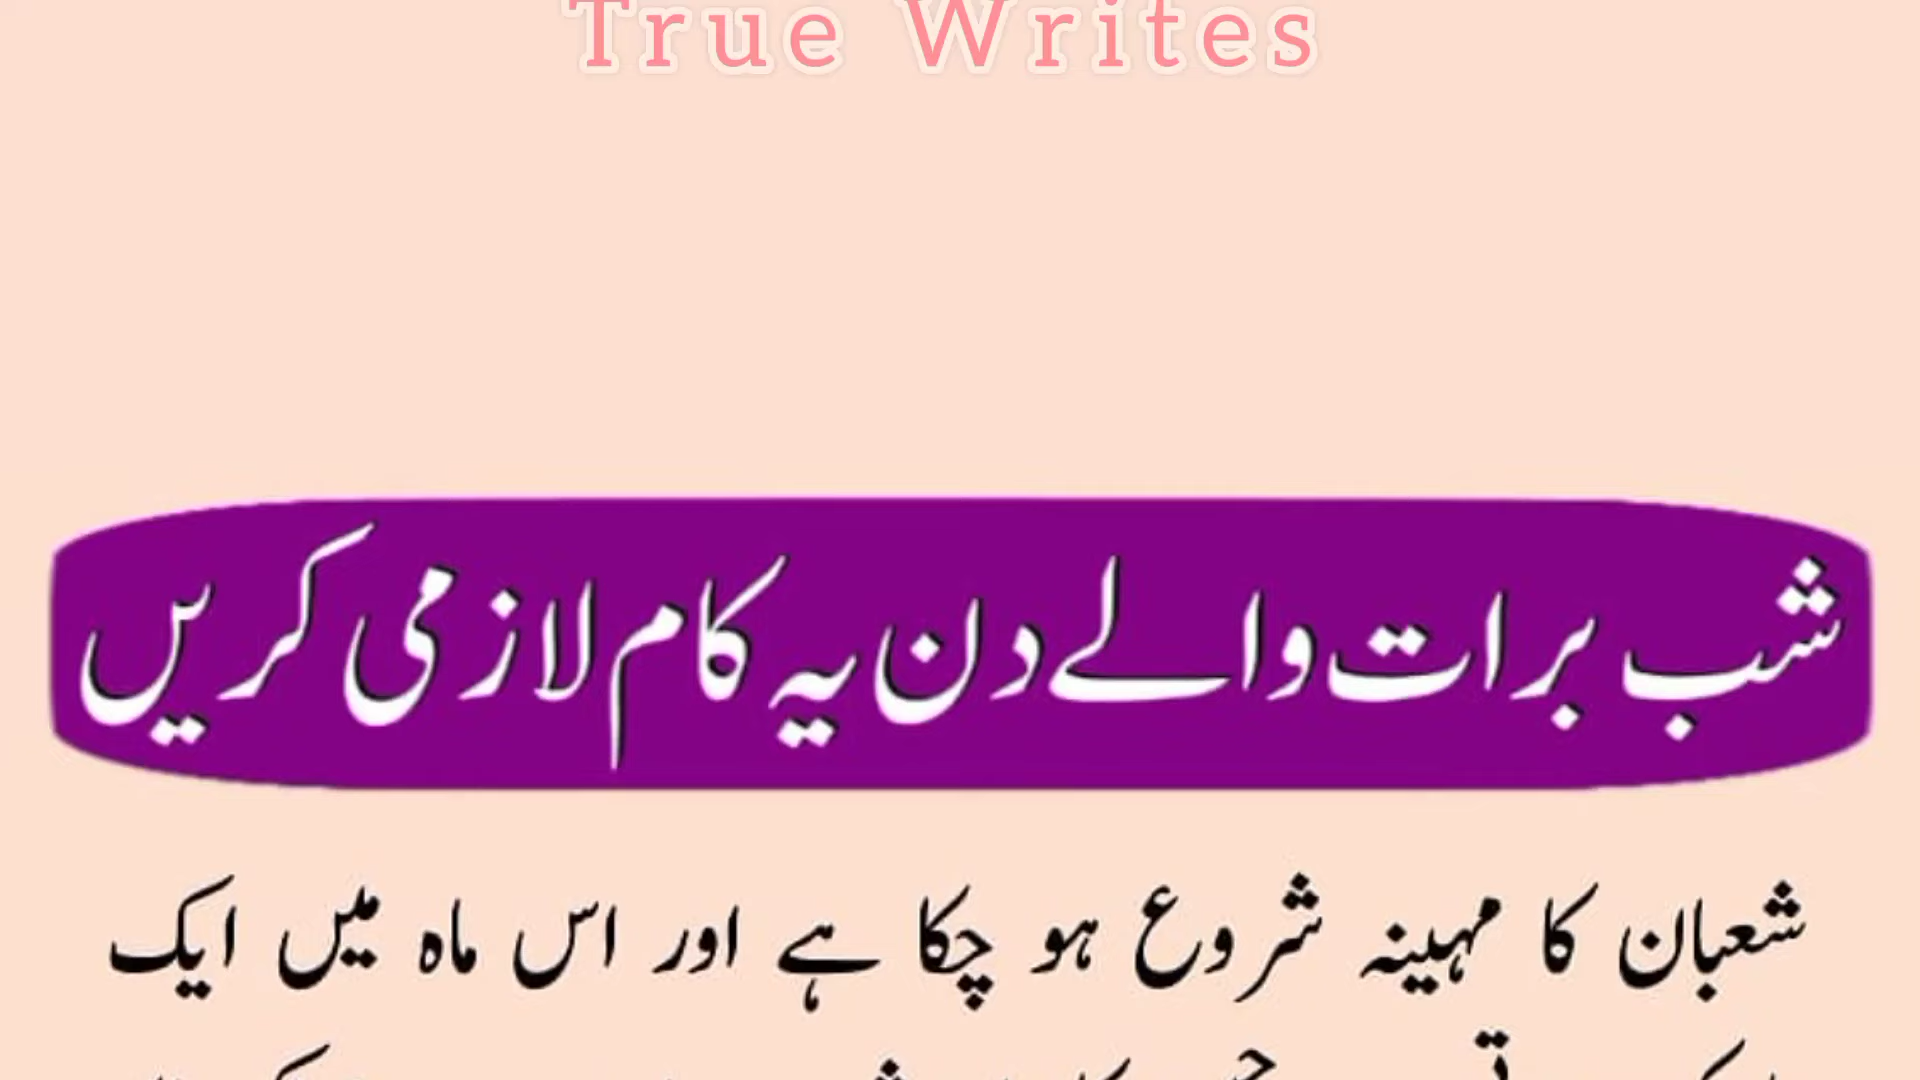 True Writes
شب برات والے دن یہ کام لازمی کریں
شعبان کا مہینہ شروع ہو چکا ہے اور اس ماہ میں ایک